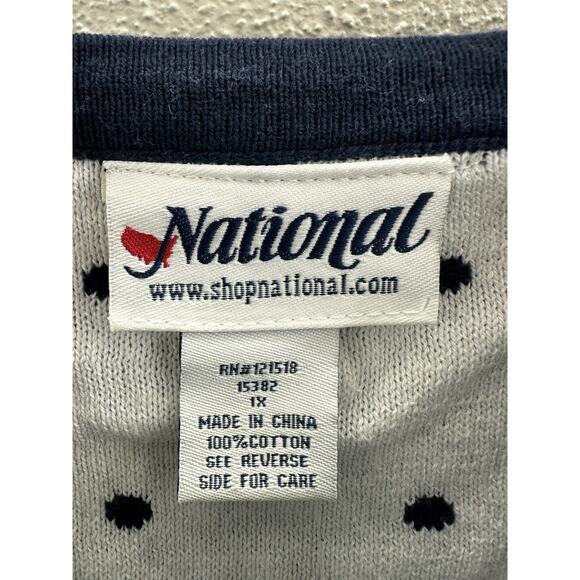 National
www.shopnational.com
RN#121518
15382
1X
MADE IN CHINA
100%COTTON
SEE REVERSE
SIDE FOR CARE